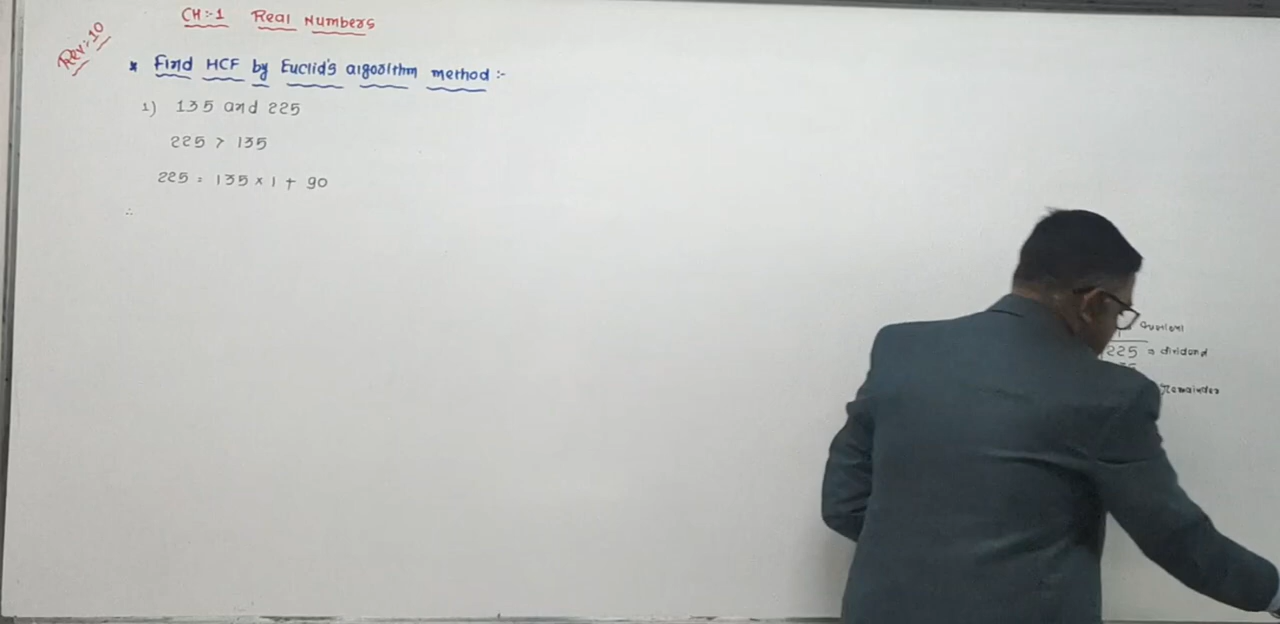 CH:-1 Real Numbers
Rev:-10
* Find HCF by Euclid's algorithm method :-
1) 135 and 225
225 > 135
225 = 135 × 1 + 90
∴
225 = dividend
Remainder